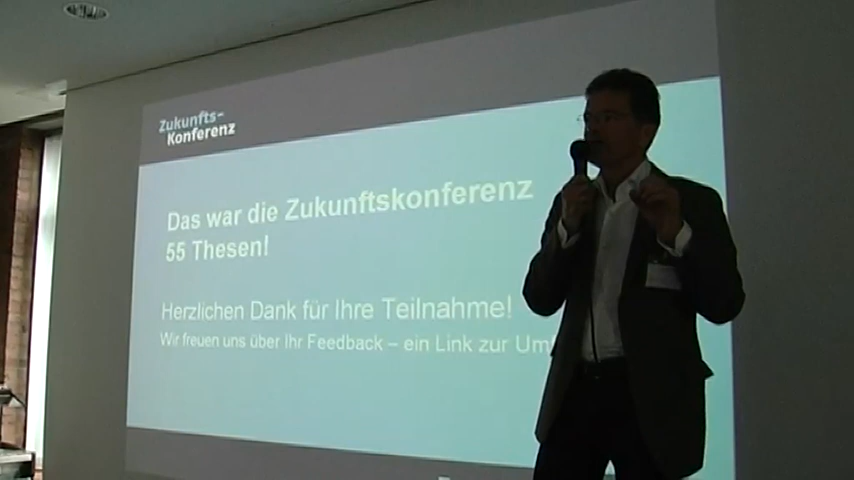 Zukunfts-
Konferenz
Das war die Zukunftskonferenz
55 Thesen!
Herzlichen Dank für Ihre Teilnahme!
Wir freuen uns über Ihr Feedback – ein Link zur Um